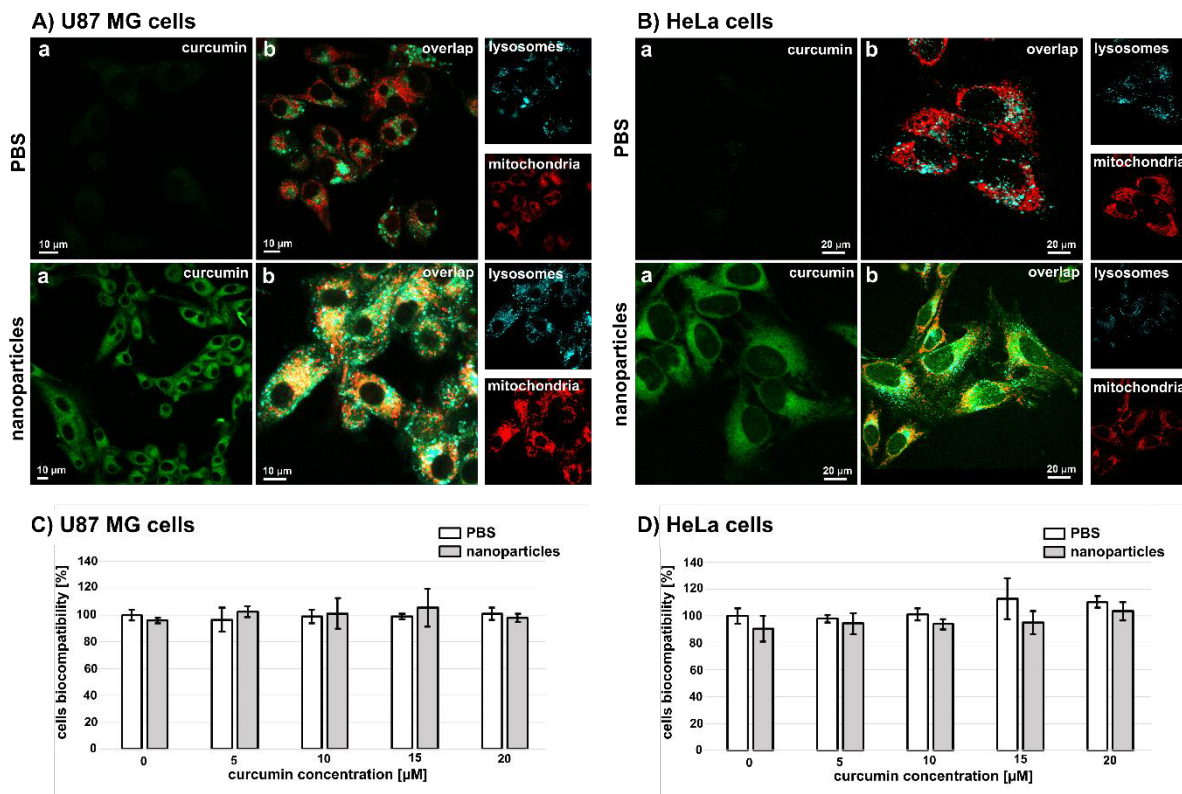 A) U87 MG cells
B) HeLa cells
PBS
a
curcumin
10 µm
b
overlap
10 µm
lysosomes
mitochondria
nanoparticles
a
curcumin
10 µm
b
overlap
10 µm
lysosomes
mitochondria
PBS
a
curcumin
20 µm
b
overlap
20 µm
lysosomes
mitochondria
nanoparticles
a
curcumin
20 µm
b
overlap
20 µm
lysosomes
mitochondria
C) U87 MG cells
PBS
nanoparticles
cells biocompatibility [%]
140
120
100
80
60
40
20
0
0 5 10 15 20
curcumin concentration [µM]
D) HeLa cells
PBS
nanoparticles
cells biocompatibility [%]
140
120
100
80
60
40
20
0
0 5 10 15 20
curcumin concentration [µM]